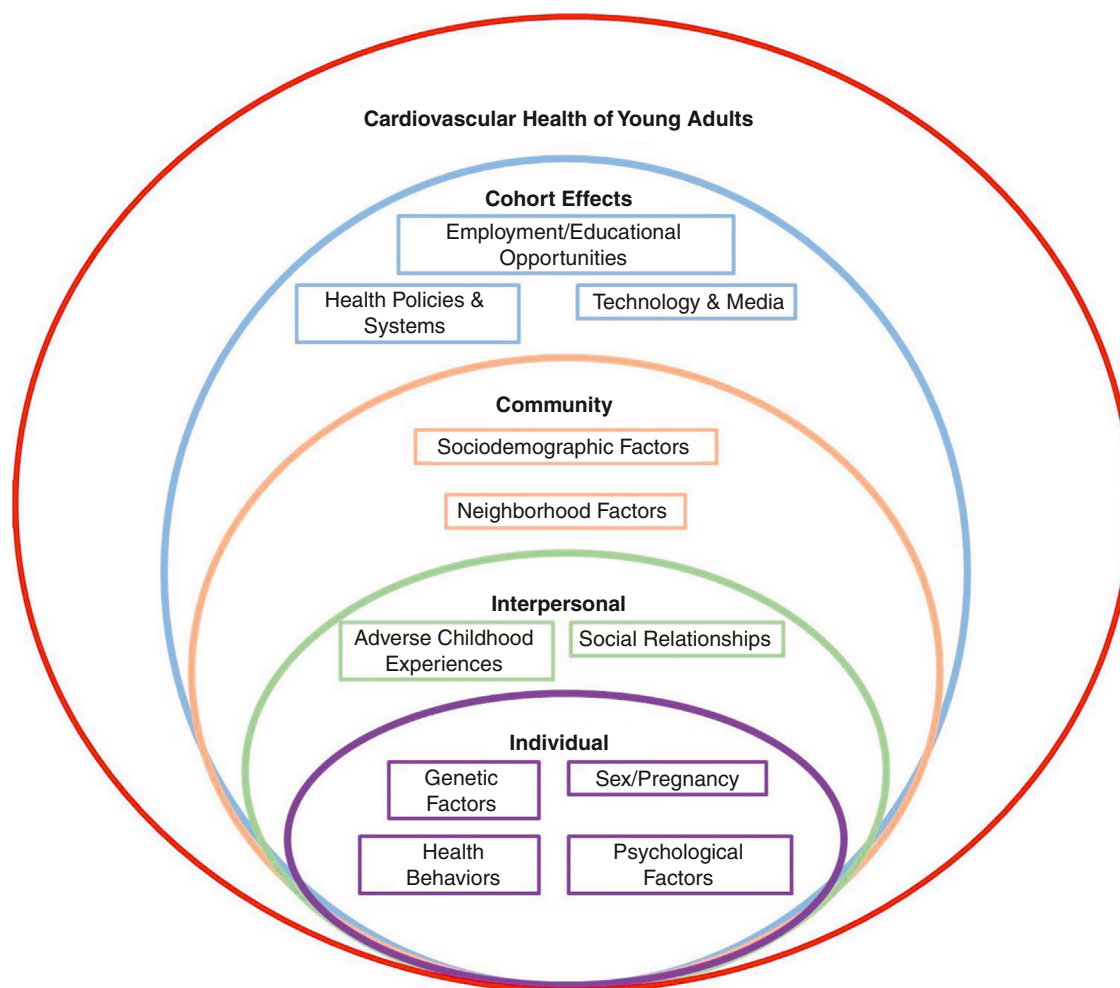 Cardiovascular Health of Young Adults
Cohort Effects
Employment/Educational
Opportunities
Health Policies &
Systems
Technology & Media
Community
Sociodemographic Factors
Neighborhood Factors
Interpersonal
Adverse Childhood
Experiences
Social Relationships
Individual
Genetic
Factors
Sex/Pregnancy
Health
Behaviors
Psychological
Factors